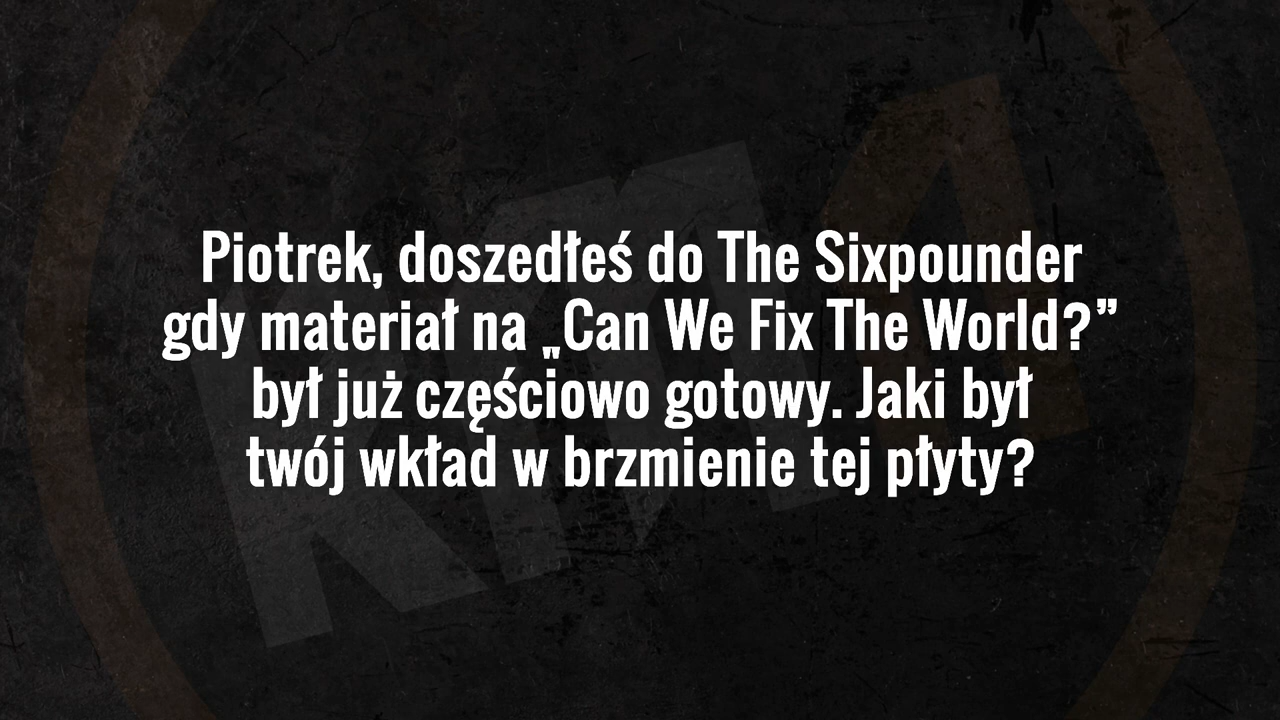 Piotrek, doszedłeś do The Sixpounder
gdy materiał na „Can We Fix The World?”
był już częściowo gotowy. Jaki był
twój wkład w brzmienie tej płyty?